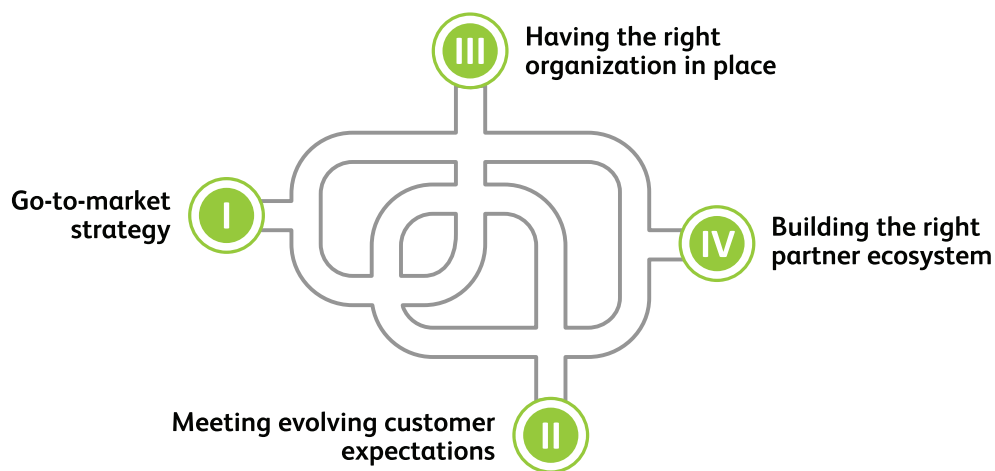 III
Having the right
organization in place
Go-to-market
strategy
I
IV
Building the right
partner ecosystem
Meeting evolving customer
expectations
II